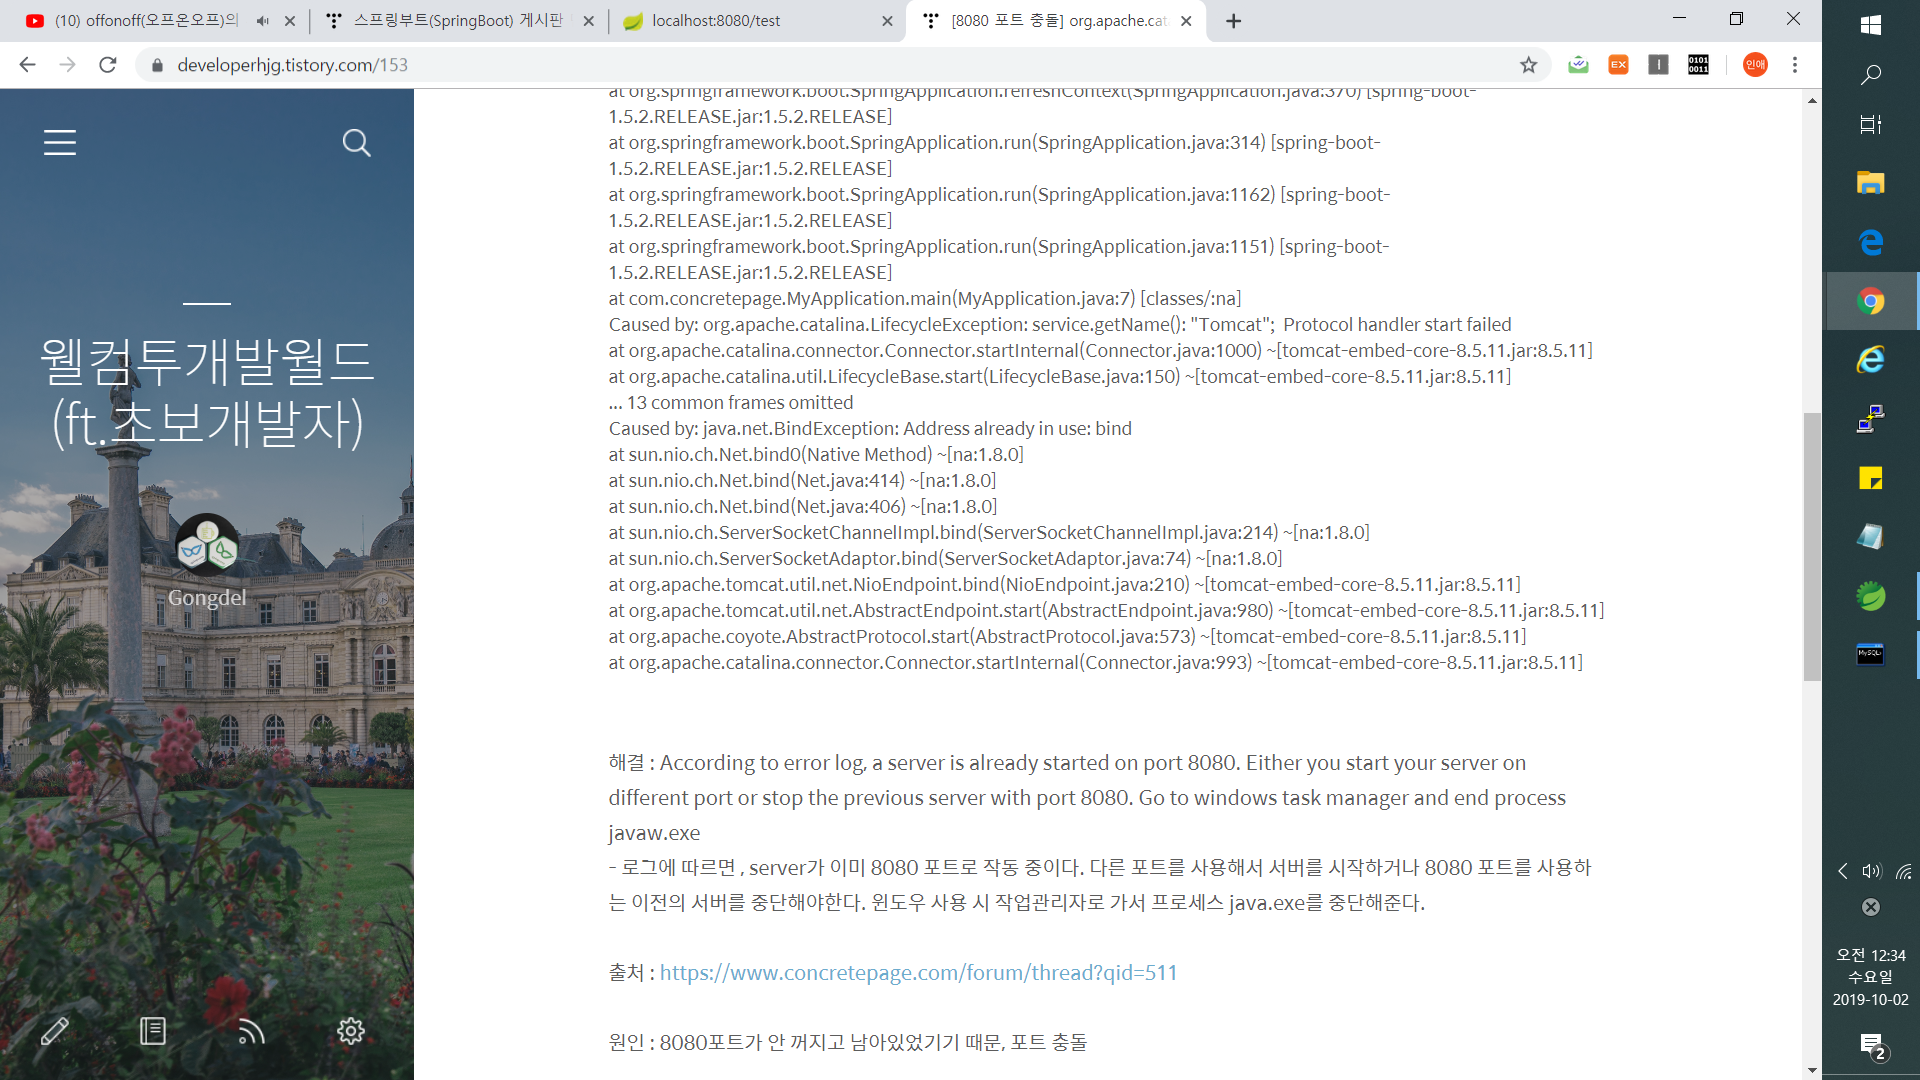 (10) offonoff(오프온오프)의
스프링부트(SpringBoot) 게시판
localhost:8080/test
[8080 포트 충돌] org.apache.cat
developerhjg.tistory.com/153
EX
I
0101
0011
인애
웰컴투개발월드
(ft.초보개발자)
Gongdel
at org.springframework.boot.SpringApplication.refreshContext(SpringApplication.java:370) [spring-boot-
1.5.2.RELEASE.jar:1.5.2.RELEASE]
at org.springframework.boot.SpringApplication.run(SpringApplication.java:314) [spring-boot-
1.5.2.RELEASE.jar:1.5.2.RELEASE]
at org.springframework.boot.SpringApplication.run(SpringApplication.java:1162) [spring-boot-
1.5.2.RELEASE.jar:1.5.2.RELEASE]
at org.springframework.boot.SpringApplication.run(SpringApplication.java:1151) [spring-boot-
1.5.2.RELEASE.jar:1.5.2.RELEASE]
at com.concretepage.MyApplication.main(MyApplication.java:7) [classes/:na]
Caused by: org.apache.catalina.LifecycleException: service.getName(): "Tomcat"; Protocol handler start failed
at org.apache.catalina.connector.Connector.startInternal(Connector.java:1000) ~[tomcat-embed-core-8.5.11.jar:8.5.11]
at org.apache.catalina.util.LifecycleBase.start(LifecycleBase.java:150) ~[tomcat-embed-core-8.5.11.jar:8.5.11]
... 13 common frames omitted
Caused by: java.net.BindException: Address already in use: bind
at sun.nio.ch.Net.bind0(Native Method) ~[na:1.8.0]
at sun.nio.ch.Net.bind(Net.java:414) ~[na:1.8.0]
at sun.nio.ch.Net.bind(Net.java:406) ~[na:1.8.0]
at sun.nio.ch.ServerSocketChannelImpl.bind(ServerSocketChannelImpl.java:214) ~[na:1.8.0]
at sun.nio.ch.ServerSocketAdaptor.bind(ServerSocketAdaptor.java:74) ~[na:1.8.0]
at org.apache.tomcat.util.net.NioEndpoint.bind(NioEndpoint.java:210) ~[tomcat-embed-core-8.5.11.jar:8.5.11]
at org.apache.tomcat.util.net.AbstractEndpoint.start(AbstractEndpoint.java:980) ~[tomcat-embed-core-8.5.11.jar:8.5.11]
at org.apache.coyote.AbstractProtocol.start(AbstractProtocol.java:573) ~[tomcat-embed-core-8.5.11.jar:8.5.11]
at org.apache.catalina.connector.Connector.startInternal(Connector.java:993) ~[tomcat-embed-core-8.5.11.jar:8.5.11]
해결 : According to error log, a server is already started on port 8080. Either you start your server on
different port or stop the previous server with port 8080. Go to windows task manager and end process
javaw.exe
- 로그에 따르면 , server가 이미 8080 포트로 작동 중이다. 다른 포트를 사용해서 서버를 시작하거나 8080 포트를 사용하
는 이전의 서버를 중단해야한다. 윈도우 사용 시 작업관리자로 가서 프로세스 java.exe를 중단해준다.
출처 : https://www.concretepage.com/forum/thread?qid=511
원인 : 8080포트가 안 꺼지고 남아있었기기 때문, 포트 충돌
MySQL
오전 12:34
수요일
2019-10-02
2